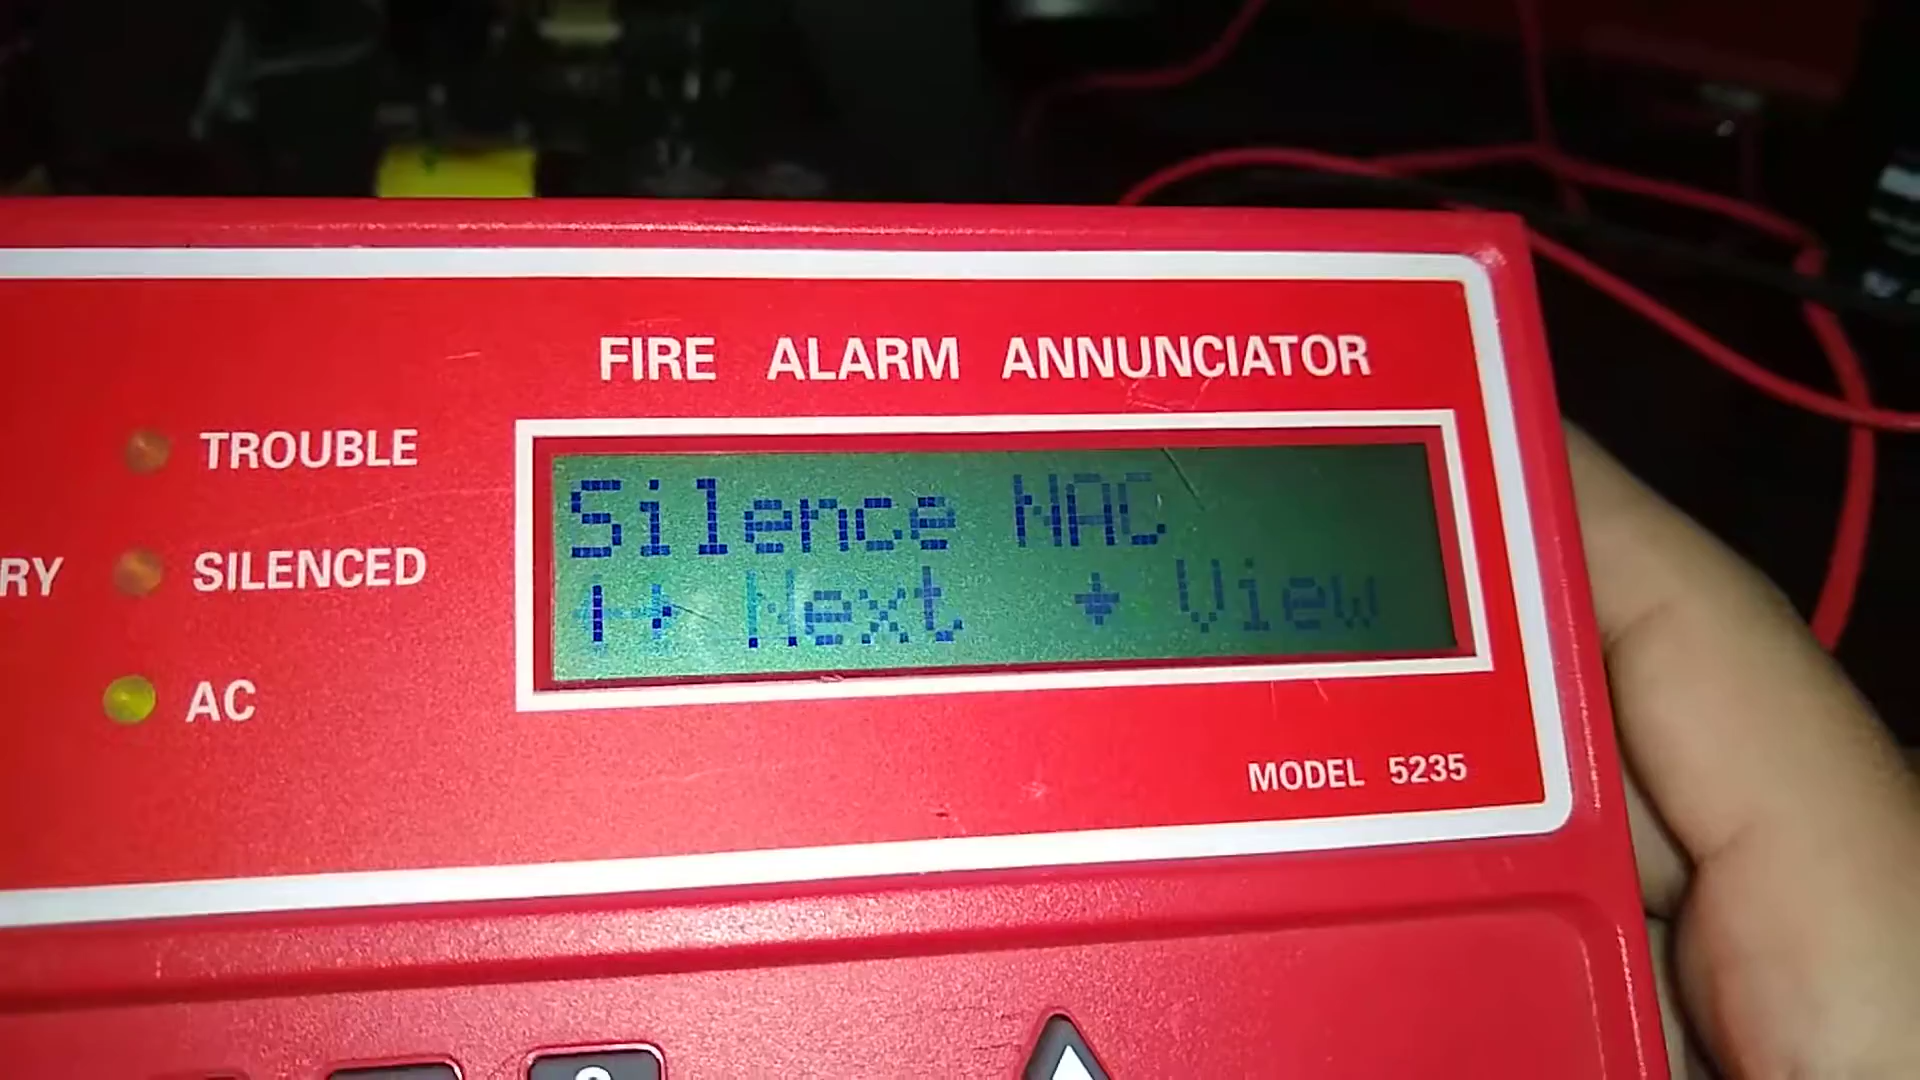 FIRE ALARM ANNUNCIATOR
TROUBLE
RY SILENCED
AC
Silence NAC
Next View
MODEL 5235